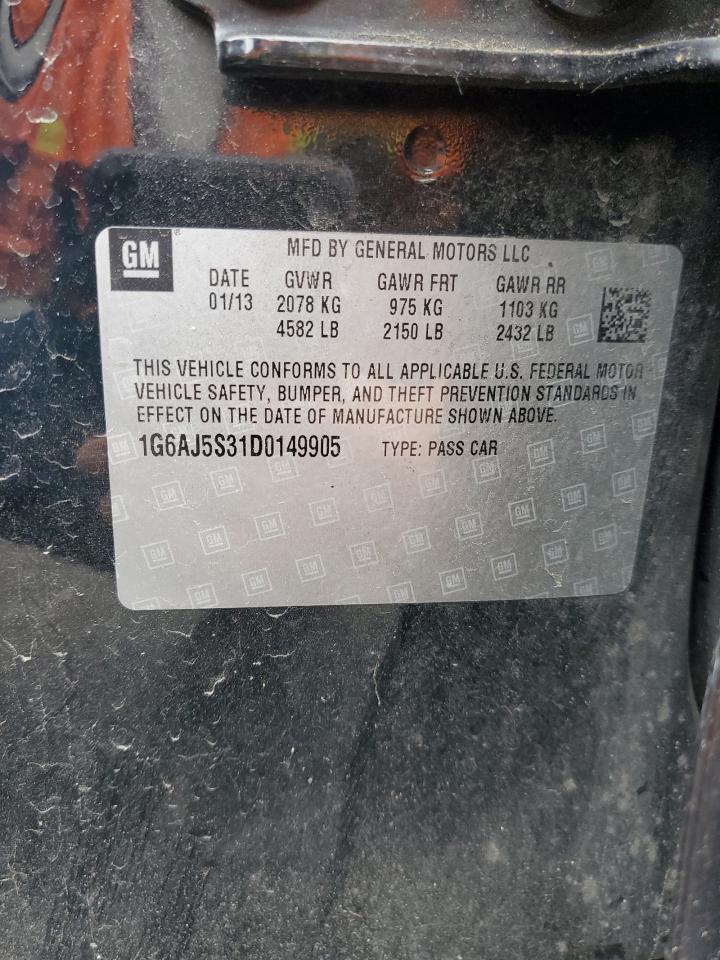 GM ® MFD BY GENERAL MOTORS LLC
DATE GVWR GAWR FRT GAWR RR
01/13 2078 KG 975 KG 1103 KG
4582 LB 2150 LB 2432 LB
THIS VEHICLE CONFORMS TO ALL APPLICABLE U.S. FEDERAL MOTOR
VEHICLE SAFETY, BUMPER, AND THEFT PREVENTION STANDARDS IN
EFFECT ON THE DATE OF MANUFACTURE SHOWN ABOVE.
1G6AJ5S31D0149905 TYPE: PASS CAR